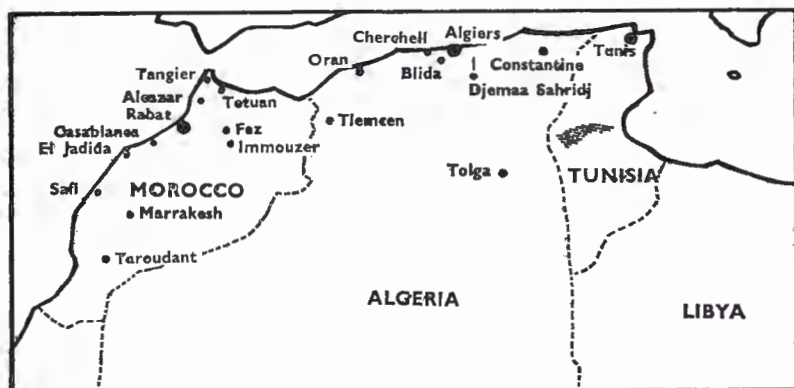 Cherchell
Algiers
Tunis
Oran
Blida
Constantine
Djemaa Sahridj
Tangier
Alcazar
Tetuan
Rabat
Tlemcen
Casablanca
Fez
El Jadida
Immouzer
Tolga
TUNISIA
Safi
MOROCCO
Marrakesh
Taroudant
ALGERIA
LIBYA